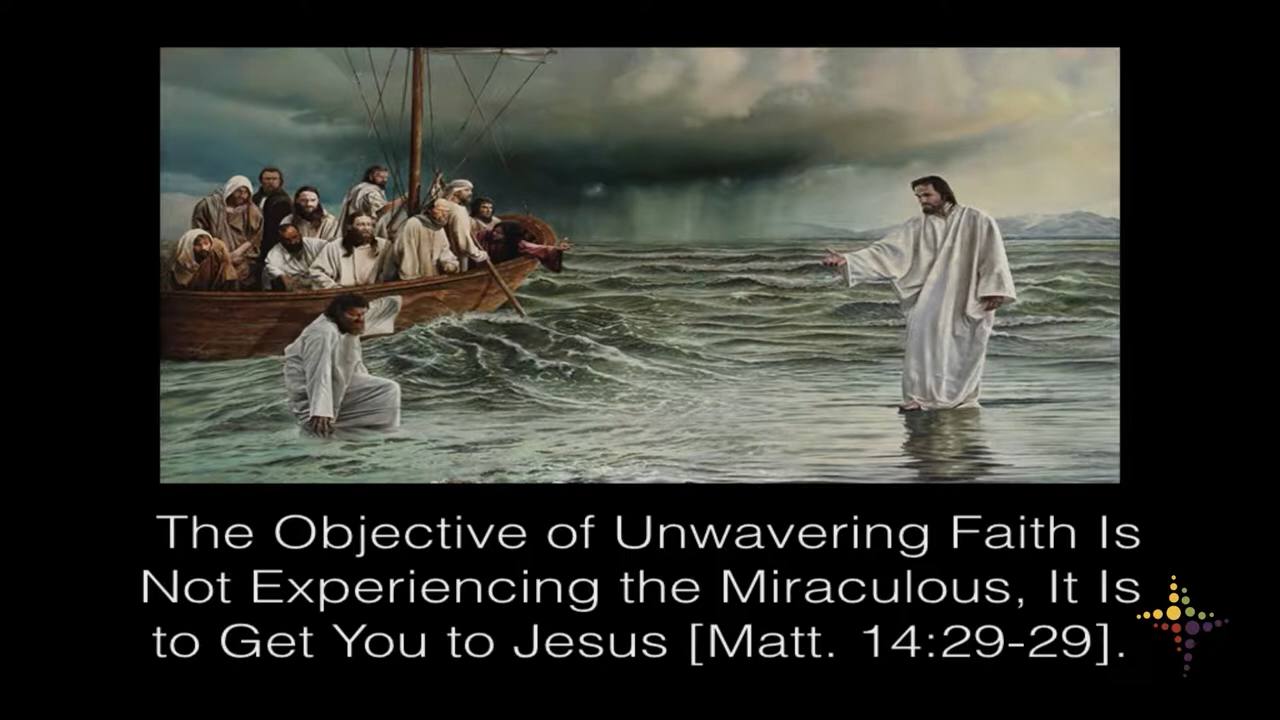 The Objective of Unwavering Faith Is
Not Experiencing the Miraculous, It Is
to Get You to Jesus [Matt. 14:29-29].